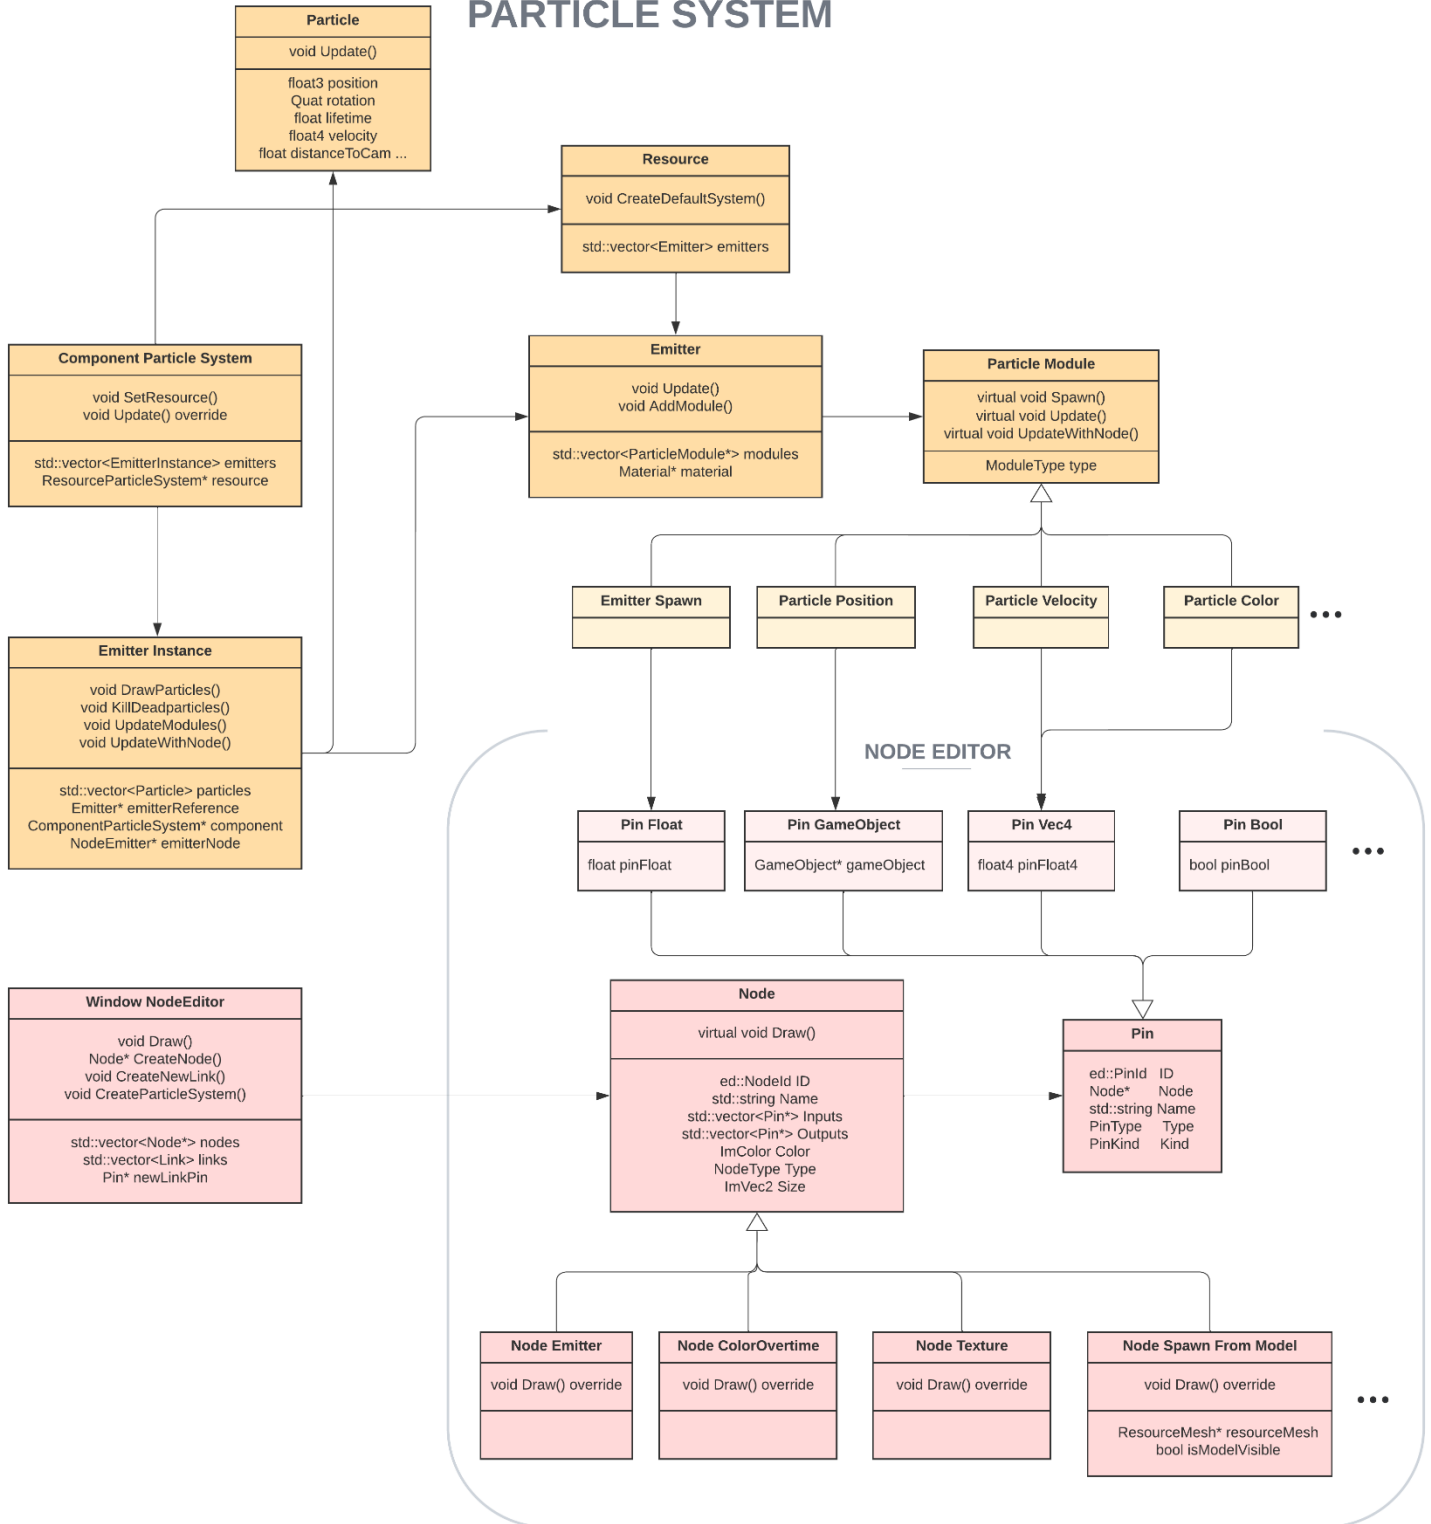 PARTICLE SYSTEM
Particle
void Update()
float3 position
Quat rotation
float lifetime
float4 velocity
float distanceToCam ...
Resource
void CreateDefaultSystem()
std::vector<Emitter> emitters
Component Particle System
void SetResource()
void Update() override
std::vector<EmitterInstance> emitters
ResourceParticleSystem* resource
Emitter
void Update()
void AddModule()
std::vector<ParticleModule*> modules
Material* material
Particle Module
virtual void Spawn()
virtual void Update()
virtual void UpdateWithNode()
ModuleType type
Emitter Spawn
Particle Position
Particle Velocity
Particle Color
•••
Emitter Instance
void DrawParticles()
void KillDeadparticles()
void UpdateModules()
void UpdateWithNode()
std::vector<Particle> particles
Emitter* emitterReference
ComponentParticleSystem* component
NodeEmitter* emitterNode
NODE EDITOR
Pin Float
float pinFloat
Pin GameObject
GameObject* gameObject
Pin Vec4
float4 pinFloat4
Pin Bool
bool pinBool
•••
Window NodeEditor
void Draw()
Node* CreateNode()
void CreateNewLink()
void CreateParticleSystem()
std::vector<Node*> nodes
std::vector<Link> links
Pin* newLinkPin
Node
virtual void Draw()
ed::NodeId ID
std::string Name
std::vector<Pin*> Inputs
std::vector<Pin*> Outputs
ImColor Color
NodeType Type
ImVec2 Size
Pin
ed::PinId ID
Node* Node
std::string Name
PinType Type
PinKind Kind
Node Emitter
void Draw() override
Node ColorOvertime
void Draw() override
Node Texture
void Draw() override
Node Spawn From Model
void Draw() override
ResourceMesh* resourceMesh
bool isModelVisible
•••